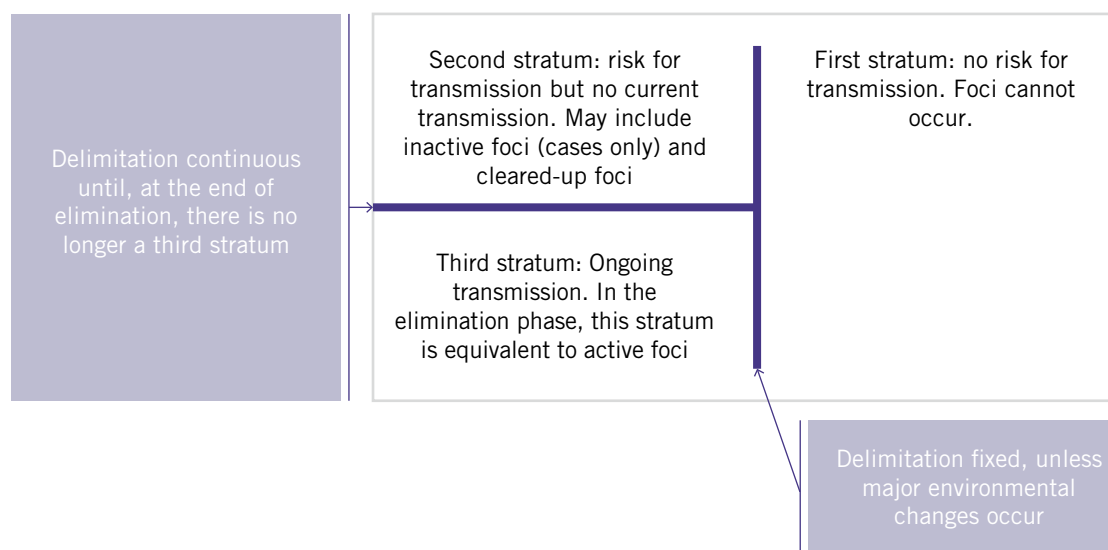 Delimitation continuous
until, at the end of
elimination, there is no
longer a third stratum
Second stratum: risk for
transmission but no current
transmission. May include
inactive foci (cases only) and
cleared-up foci
First stratum: no risk for
transmission. Foci cannot
occur.
Third stratum: Ongoing
transmission. In the
elimination phase, this stratum
is equivalent to active foci
Delimitation fixed, unless
major environmental
changes occur